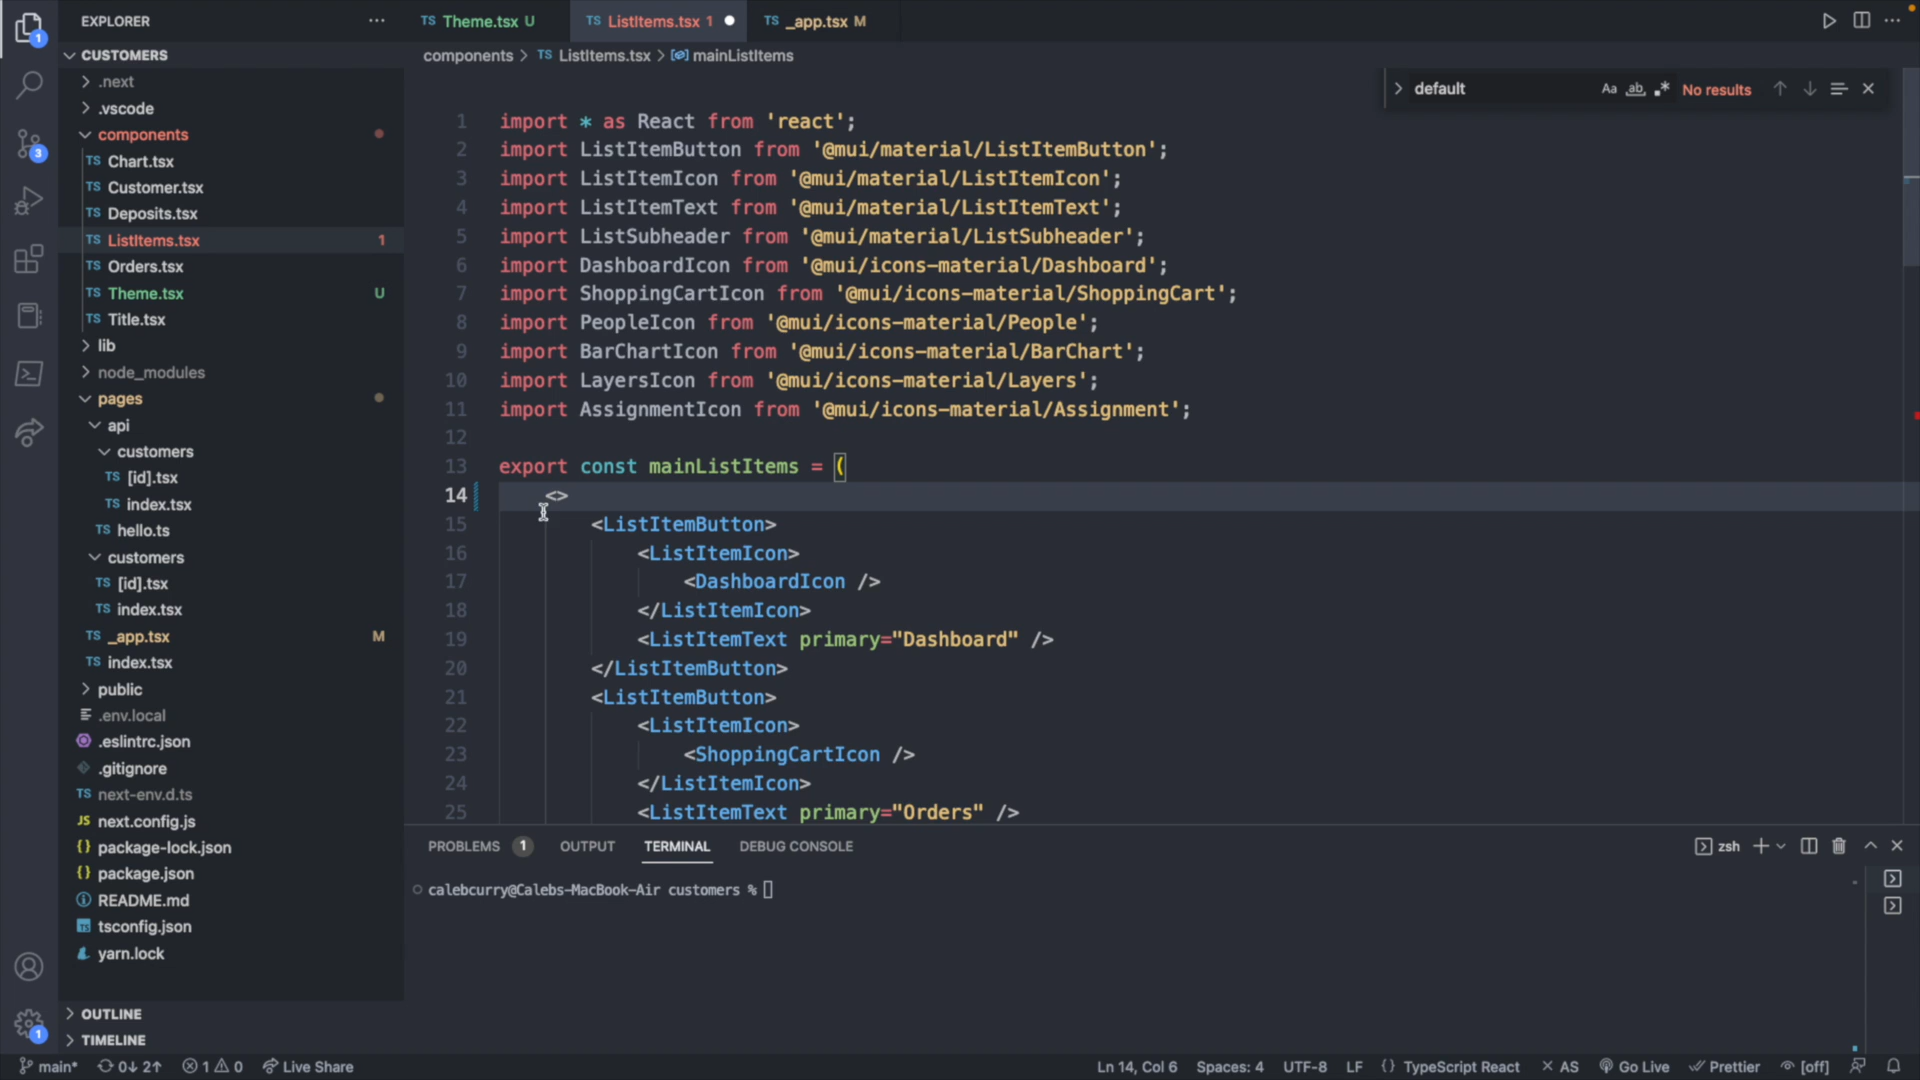 EXPLORER
Theme.tsx U
ListItems.tsx 1
_app.tsx M
CUSTOMERS
components > TS ListItems.tsx > mainListItems
default
Aa ab, .* No results
.next
.vscode
components
TS Chart.tsx
TS Customer.tsx
TS Deposits.tsx
TS ListItems.tsx 1
TS Orders.tsx
TS Theme.tsx U
TS Title.tsx
lib
node_modules
pages
api
customers
TS [id].tsx
TS index.tsx
TS hello.ts
customers
TS [id].tsx
TS index.tsx
TS _app.tsx M
TS index.tsx
public
.env.local
.eslintrc.json
.gitignore
TS next-env.d.ts
JS next.config.js
{} package-lock.json
{} package.json
README.md
tsconfig.json
yarn.lock
OUTLINE
TIMELINE
1 import * as React from 'react';
2 import ListItemButton from '@mui/material/ListItemButton';
3 import ListItemIcon from '@mui/material/ListItemIcon';
4 import ListItemText from '@mui/material/ListItemText';
5 import ListSubheader from '@mui/material/ListSubheader';
6 import DashboardIcon from '@mui/icons-material/Dashboard';
7 import ShoppingCartIcon from '@mui/icons-material/ShoppingCart';
8 import PeopleIcon from '@mui/icons-material/People';
9 import BarChartIcon from '@mui/icons-material/BarChart';
10 import LayersIcon from '@mui/icons-material/Layers';
11 import AssignmentIcon from '@mui/icons-material/Assignment';
12
13 export const mainListItems = (
14 <>
15 <ListItemButton>
16 <ListItemIcon>
17 <DashboardIcon />
18 </ListItemIcon>
19 <ListItemText primary="Dashboard" />
20 </ListItemButton>
21 <ListItemButton>
22 <ListItemIcon>
23 <ShoppingCartIcon />
24 </ListItemIcon>
25 <ListItemText primary="Orders" />
PROBLEMS 1 OUTPUT TERMINAL DEBUG CONSOLE
zsh
calebcurry@Calebs-MacBook-Air customers %
main* 0↓ 2↑ 1 0 Live Share
Ln 14, Col 6 Spaces: 4 UTF-8 LF {} TypeScript React AS Go Live Prettier [off]